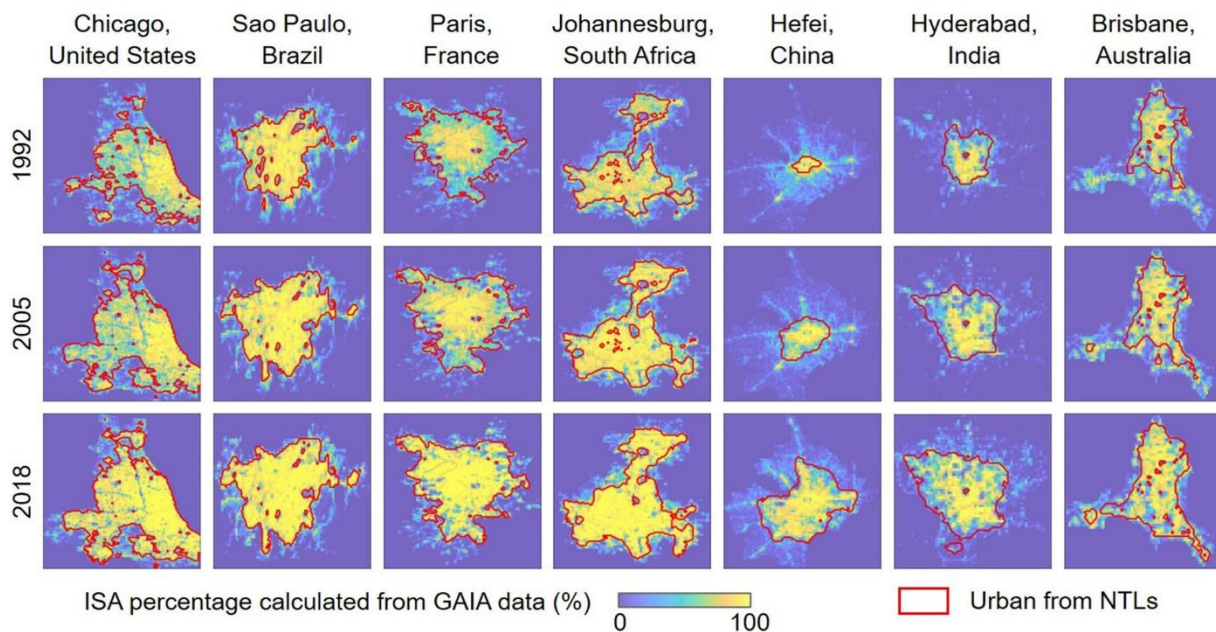 Chicago,
United States
Sao Paulo,
Brazil
Paris,
France
Johannesburg,
South Africa
Hefei,
China
Hyderabad,
India
Brisbane,
Australia
1992
2005
2018
ISA percentage calculated from GAIA data (%)
0
100
Urban from NTLs